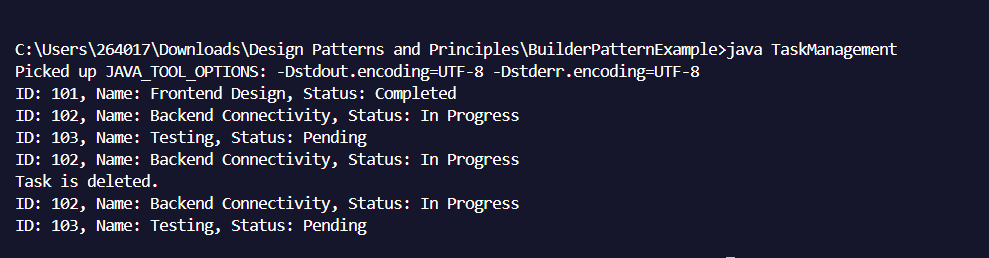 C:\Users\264017\Downloads\Design Patterns and Principles\BuilderPatternExample>java TaskManagement
Picked up JAVA_TOOL_OPTIONS: -Dstdout.encoding=UTF-8 -Dstderr.encoding=UTF-8
ID: 101, Name: Frontend Design, Status: Completed
ID: 102, Name: Backend Connectivity, Status: In Progress
ID: 103, Name: Testing, Status: Pending
ID: 102, Name: Backend Connectivity, Status: In Progress
Task is deleted.
ID: 102, Name: Backend Connectivity, Status: In Progress
ID: 103, Name: Testing, Status: Pending